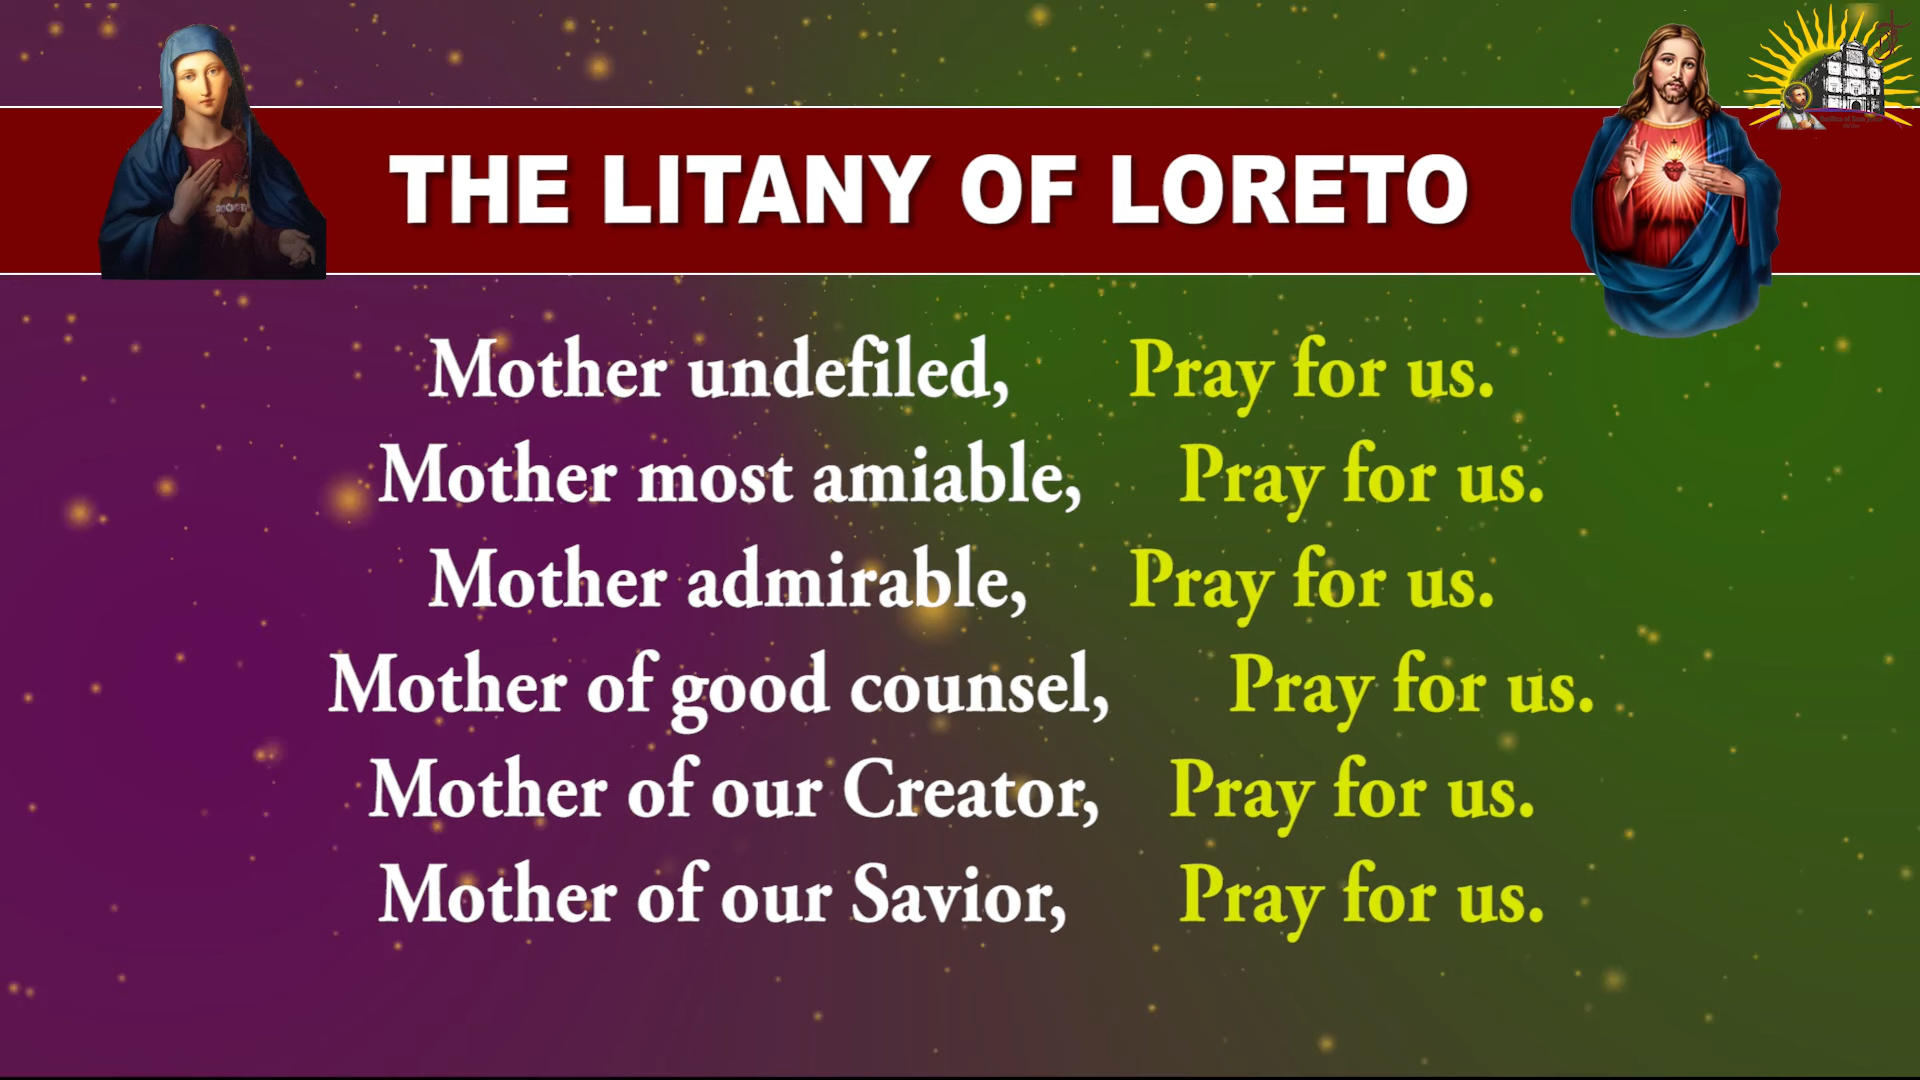 THE LITANY OF LORETO
Mother undefiled, Pray for us.
Mother most amiable, Pray for us.
Mother admirable, Pray for us.
Mother of good counsel, Pray for us.
Mother of our Creator, Pray for us.
Mother of our Savior, Pray for us.